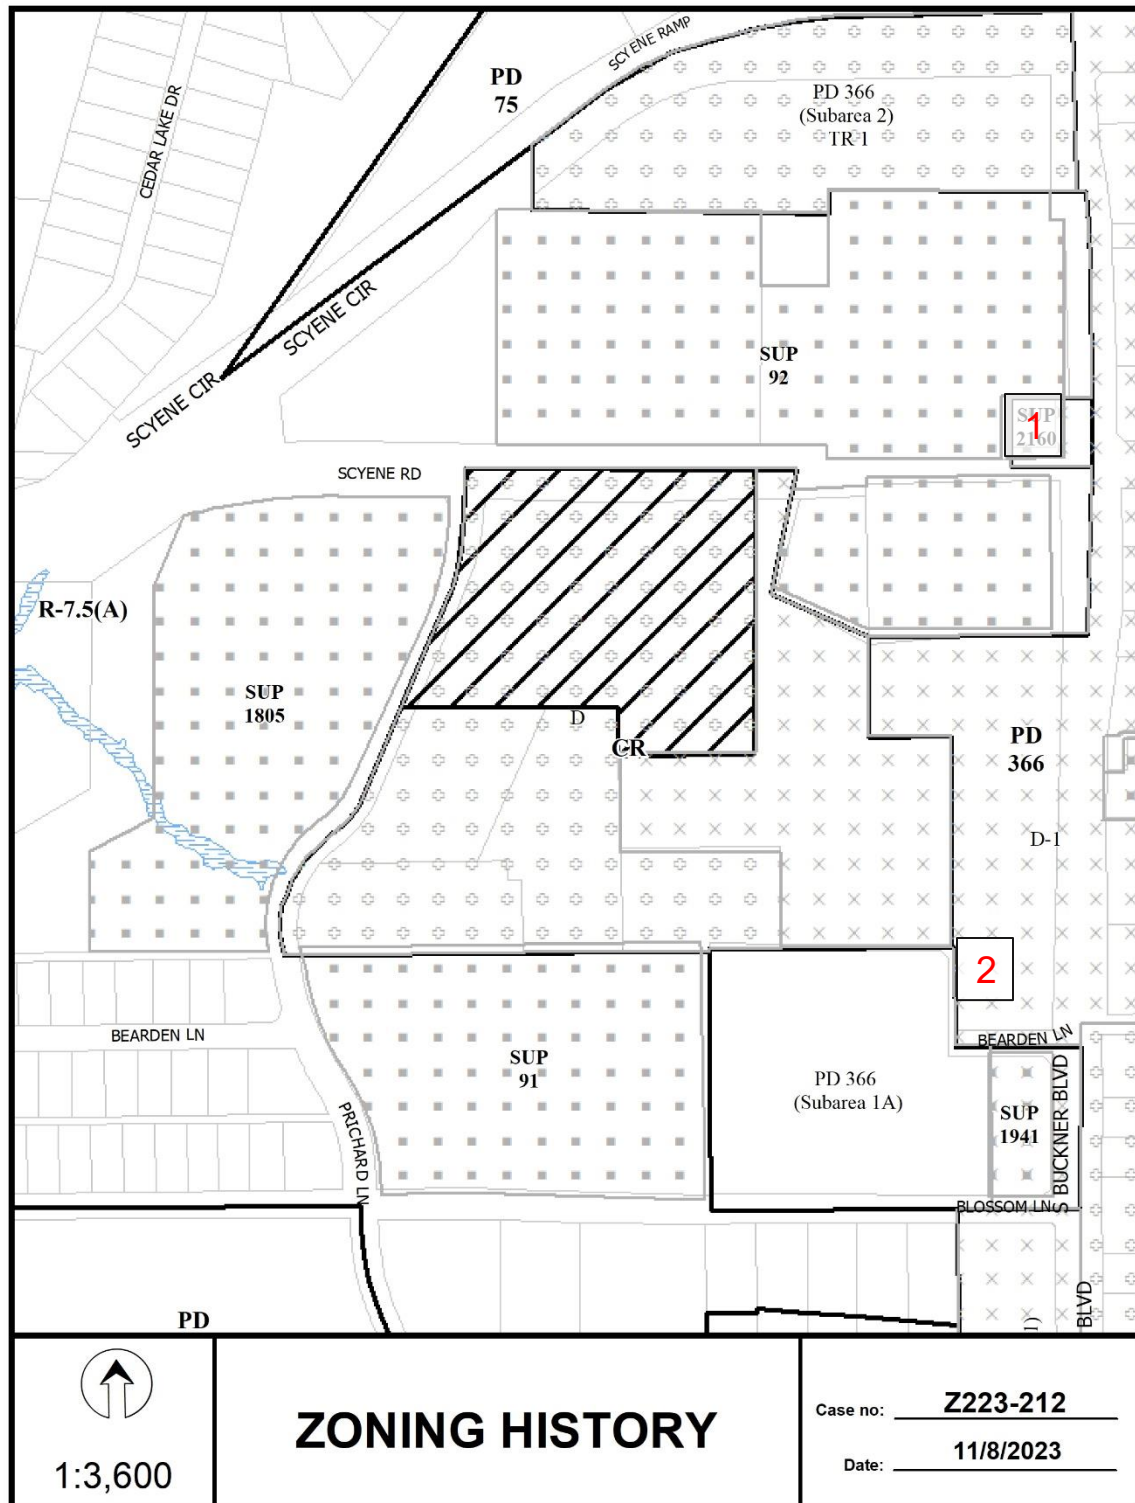 SCYENE RAMP
PD
75
PD 366
(Subarea 2)
TR 1
CEDAR LAKE DR
SCYENE CIR
SCYENE CIR
SUP
92
SUP
2160
1
SCYENE RD
R-7.5(A)
SUP
1805
D
CR
PD
366
D-1
2
BEARDEN LN
BEARDEN LN
SUP
91
PD 366
(Subarea 1A)
SUP
1941
S BUCKNER BLVD
PRICHARD LN
BLOSSOM LN
BLVD
1)
PD
1:3,600
ZONING HISTORY
Case no: Z223-212
Date: 11/8/2023